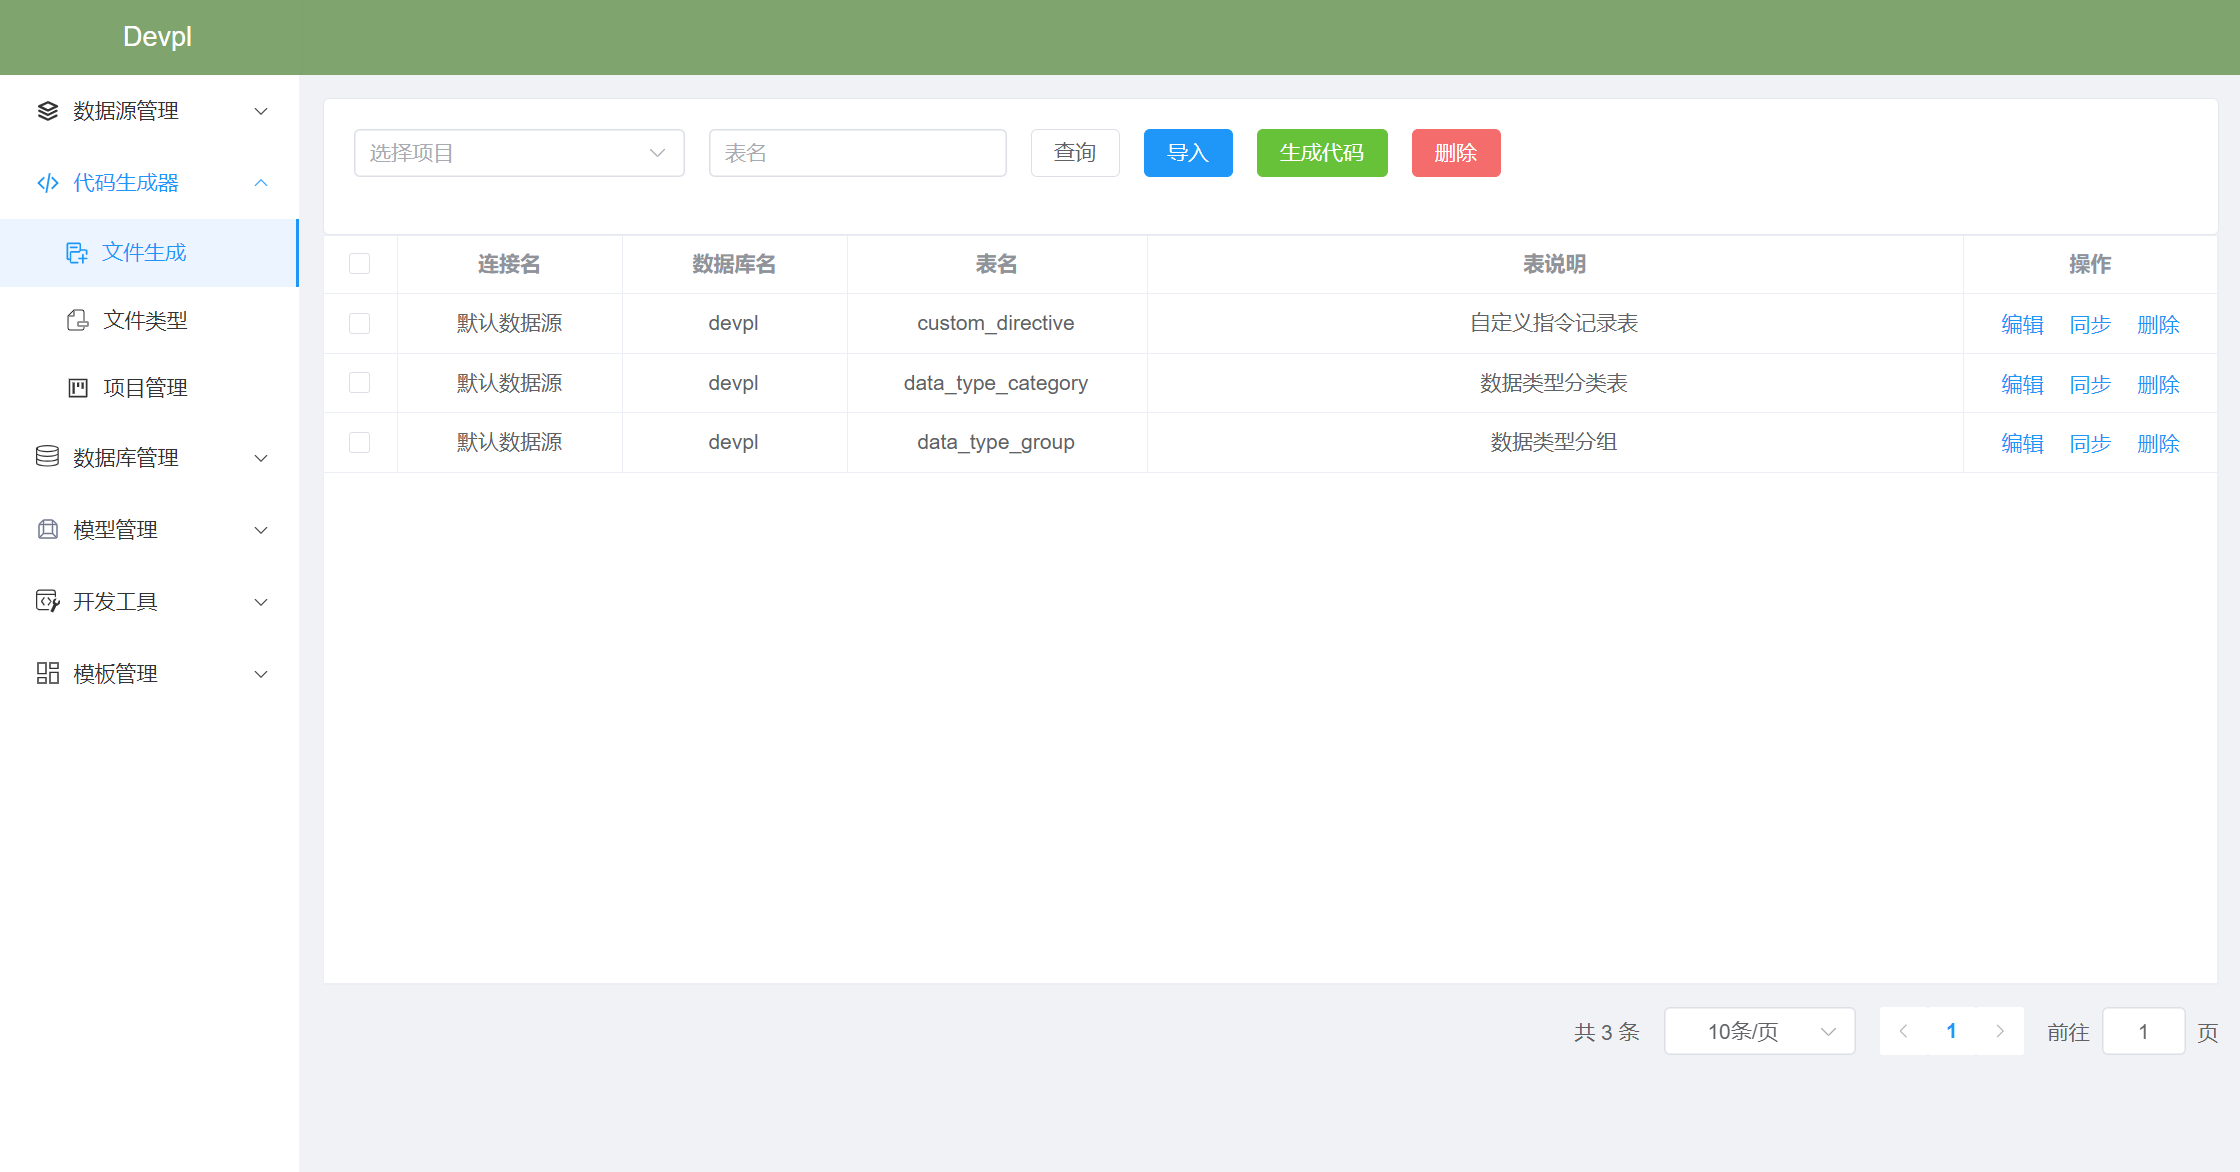 Devpl
数据源管理
代码生成器
文件生成
文件类型
项目管理
数据库管理
模型管理
开发工具
模板管理
选择项目 表名 查询 导入 生成代码 删除
连接名 数据库名 表名 表说明 操作
默认数据源 devpl custom_directive 自定义指令记录表 编辑 同步 删除
默认数据源 devpl data_type_category 数据类型分类表 编辑 同步 删除
默认数据源 devpl data_type_group 数据类型分组 编辑 同步 删除
共 3 条 10条/页 1 前往 1 页